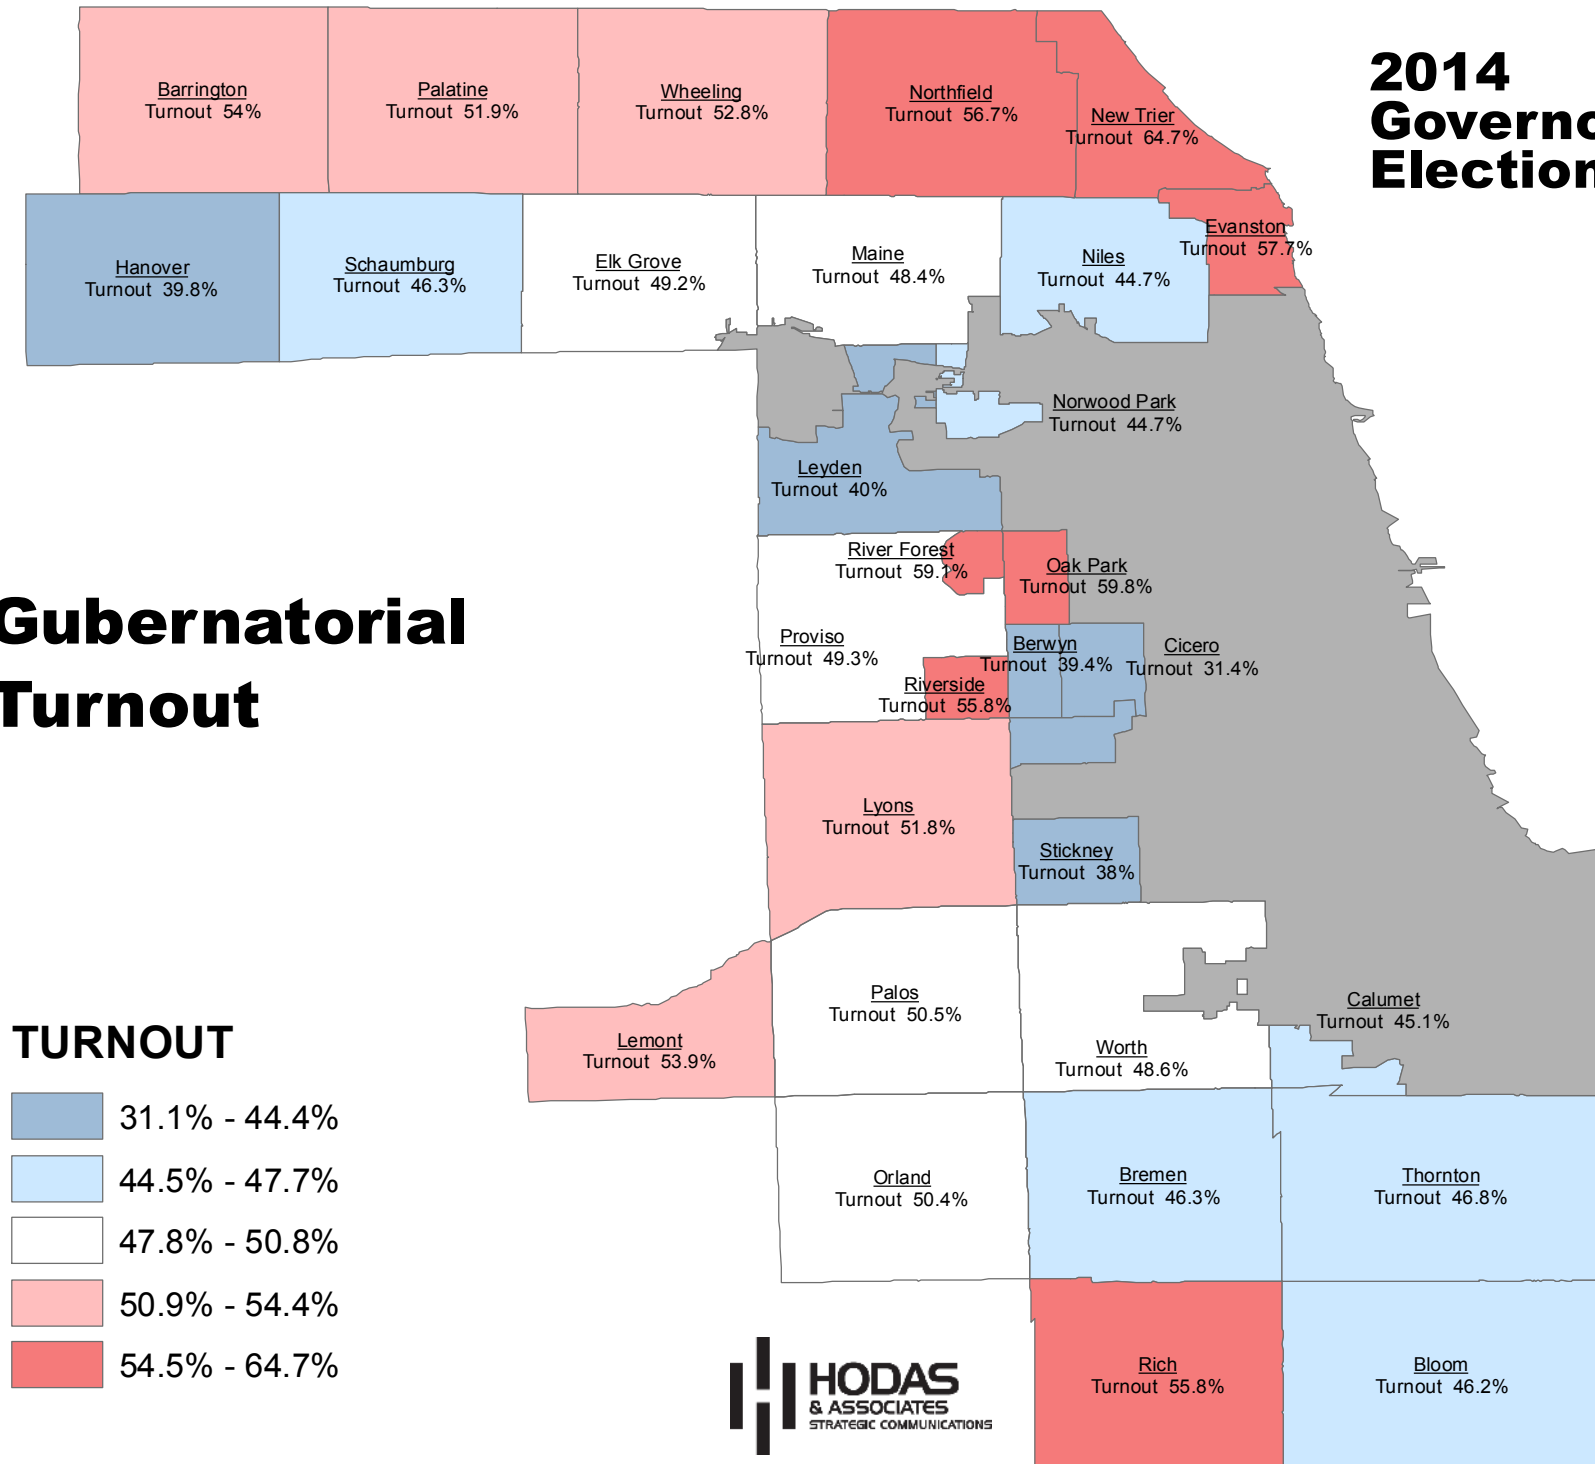 2014
Governo
Election
Barrington
Turnout 54%
Palatine
Turnout 51.9%
Wheeling
Turnout 52.8%
Northfield
Turnout 56.7%
New Trier
Turnout 64.7%
Evanston
Turnout 57.7%
Hanover
Turnout 39.8%
Schaumburg
Turnout 46.3%
Elk Grove
Turnout 49.2%
Maine
Turnout 48.4%
Niles
Turnout 44.7%
Norwood Park
Turnout 44.7%
Leyden
Turnout 40%
River Forest
Turnout 59.1%
Oak Park
Turnout 59.8%
Gubernatorial
Turnout
Proviso
Turnout 49.3%
Berwyn
Turnout 39.4%
Cicero
Turnout 31.4%
Riverside
Turnout 55.8%
Lyons
Turnout 51.8%
Stickney
Turnout 38%
Palos
Turnout 50.5%
Calumet
Turnout 45.1%
Lemont
Turnout 53.9%
Worth
Turnout 48.6%
Orland
Turnout 50.4%
Bremen
Turnout 46.3%
Thornton
Turnout 46.8%
Rich
Turnout 55.8%
Bloom
Turnout 46.2%
TURNOUT
31.1% - 44.4%
44.5% - 47.7%
47.8% - 50.8%
50.9% - 54.4%
54.5% - 64.7%
HODAS
& ASSOCIATES
STRATEGIC COMMUNICATIONS